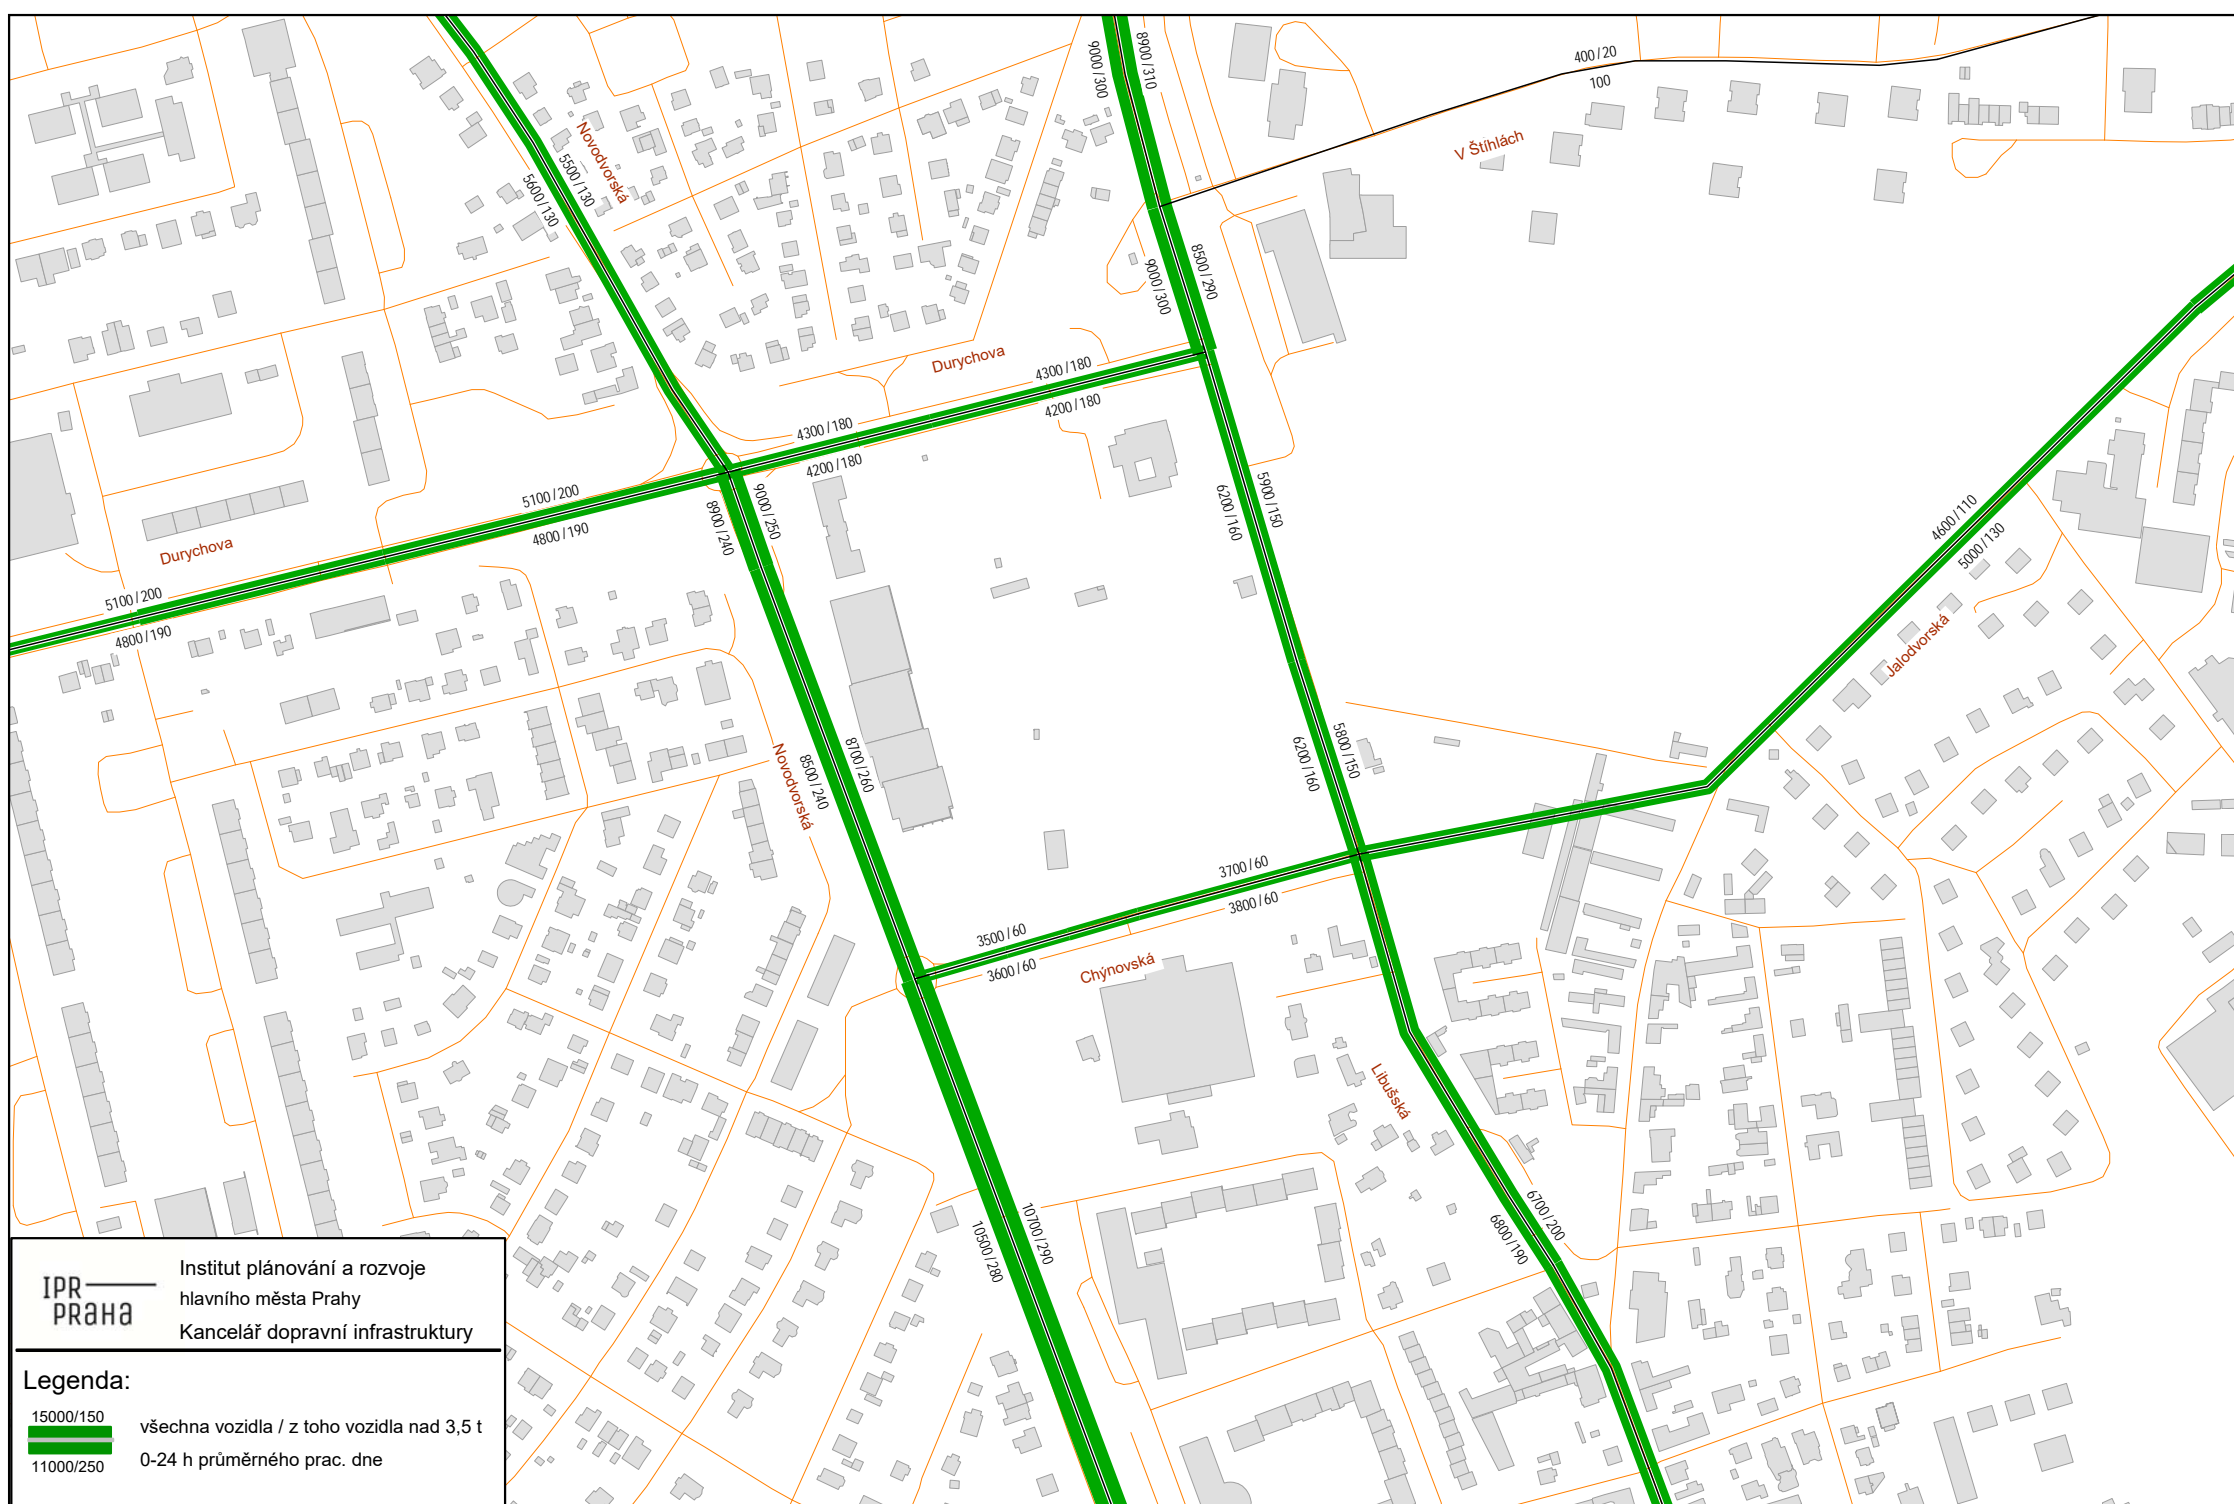 9000/300
8900/310
400/20
100
V Štíhlách
Novodvorská
5500/130
5600/130
9000/300
8500/290
Durychova
4300/180
4200/180
4300/180
4200/180
5100/200
4800/190
Durychova
5100/200
4800/190
9000/250
8900/240
5900/150
6200/160
4600/110
5000/130
Jalodvorská
Novodvorská
8700/260
8500/240
5800/150
6200/160
3700/60
3800/60
3500/60
3600/60
Chýnovská
Libušská
10700/290
10500/280
6700/200
6800/190
IPR
PRAHA
Institut plánování a rozvoje
hlavního města Prahy
Kancelář dopravní infrastruktury
Legenda:
15000/150
všechna vozidla / z toho vozidla nad 3,5 t
11000/250
0-24 h průměrného prac. dne